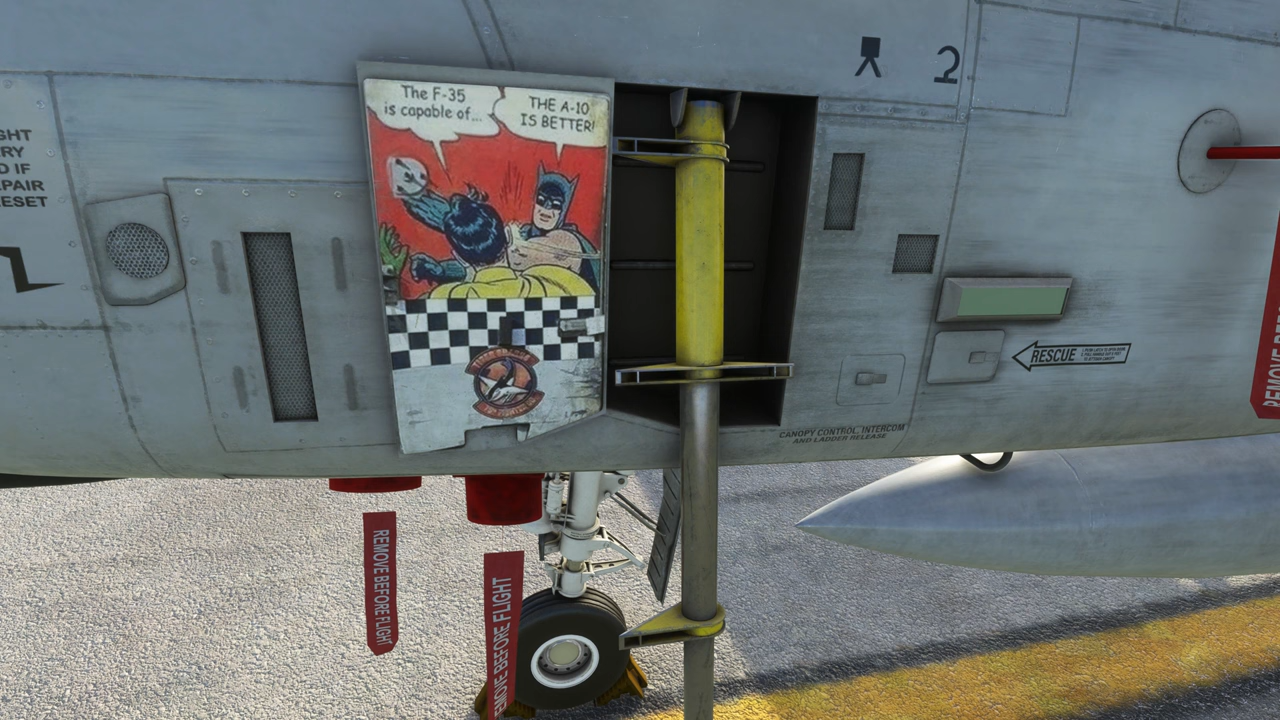 The F-35
is capable of...
THE A-10
IS BETTER!
2
GHT
RY
D IF
PAIR
ESET
RESCUE
CANOPY CONTROL, INTERCOM
AND LADDER RELEASE
REMOVE BEFORE FLIGHT
REMOVE BEFORE FLIGHT
REMOVE BE